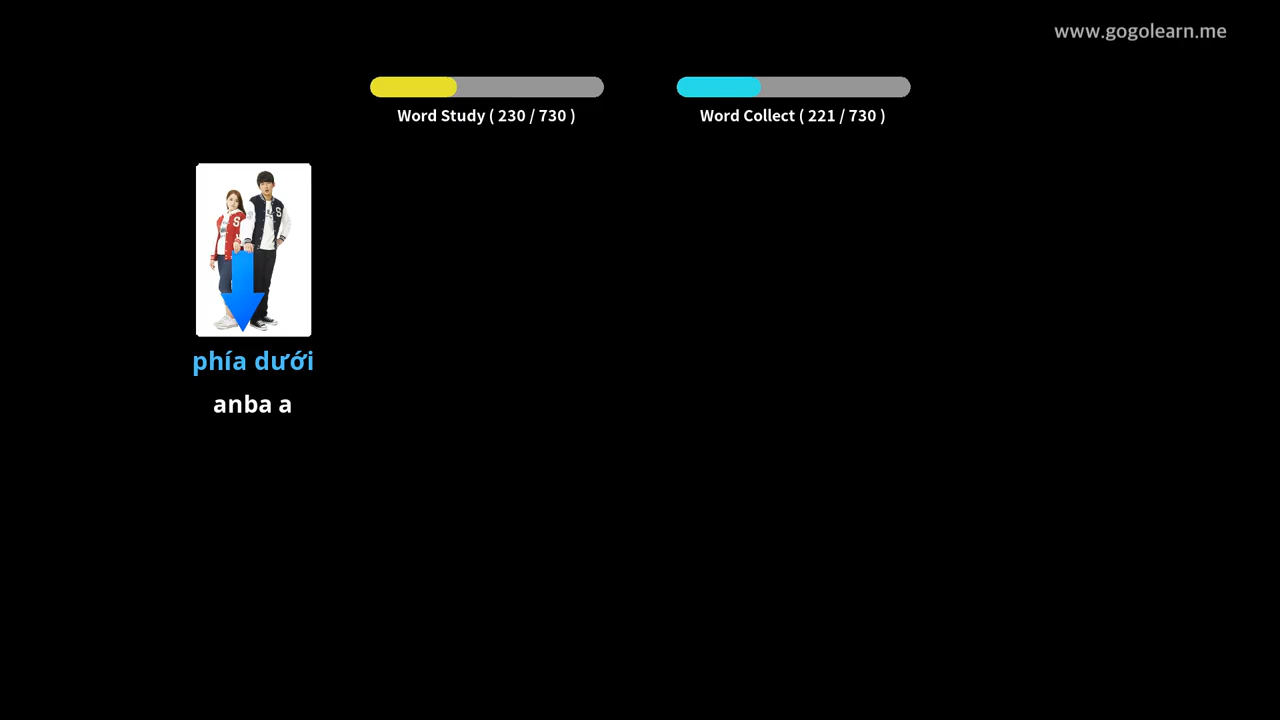 www.gogolearn.me
Word Study ( 230 / 730 )
Word Collect ( 221 / 730 )
S
S
phía dưới
anba a